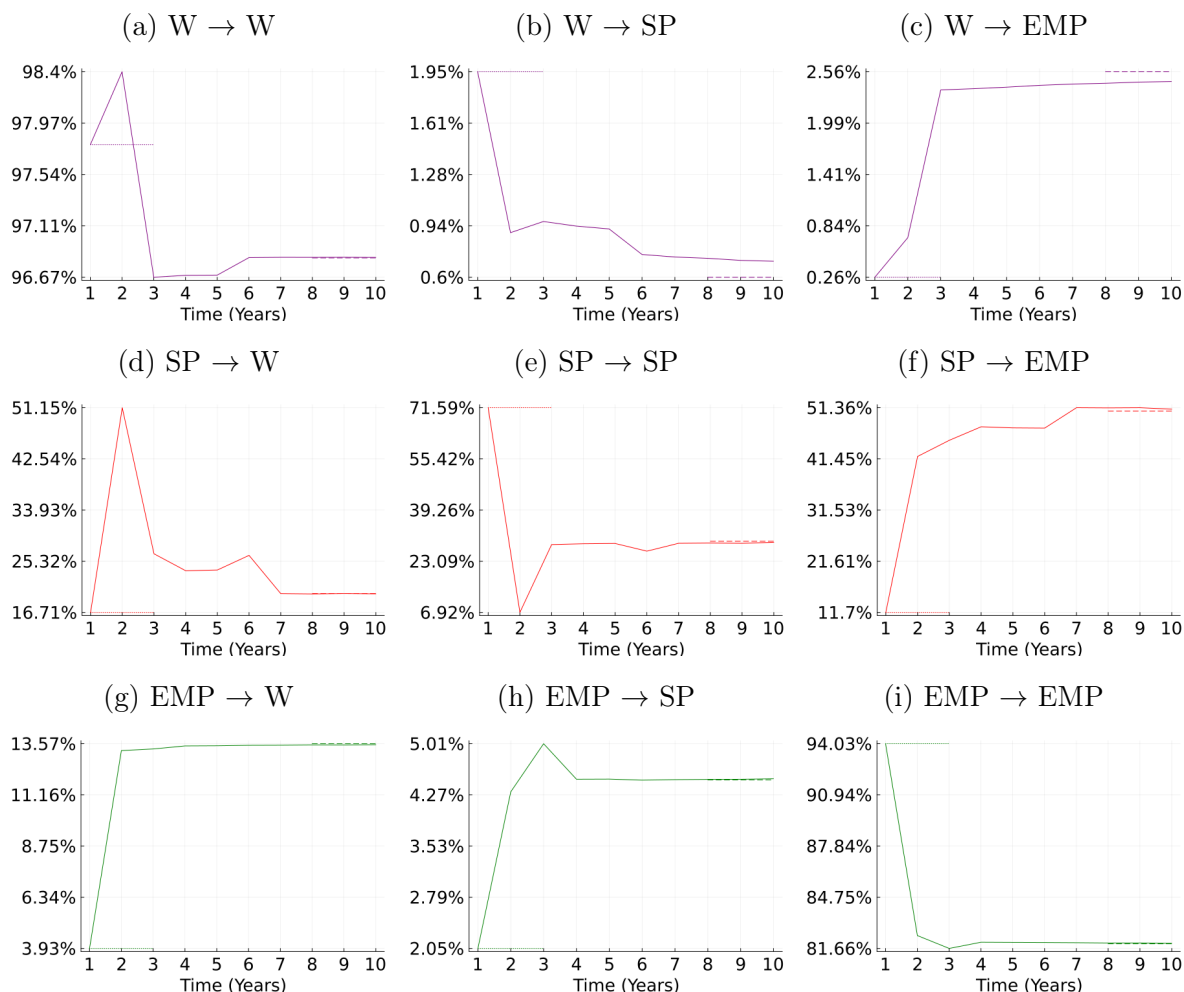 (a) W → W
98.4%
97.97%
97.54%
97.11%
96.67%
1 2 3 4 5 6 7 8 9 10
Time (Years)
(b) W → SP
1.95%
1.61%
1.28%
0.94%
0.6%
1 2 3 4 5 6 7 8 9 10
Time (Years)
(c) W → EMP
2.56%
1.99%
1.41%
0.84%
0.26%
1 2 3 4 5 6 7 8 9 10
Time (Years)
(d) SP → W
51.15%
42.54%
33.93%
25.32%
16.71%
1 2 3 4 5 6 7 8 9 10
Time (Years)
(e) SP → SP
71.59%
55.42%
39.26%
23.09%
6.92%
1 2 3 4 5 6 7 8 9 10
Time (Years)
(f) SP → EMP
51.36%
41.45%
31.53%
21.61%
11.7%
1 2 3 4 5 6 7 8 9 10
Time (Years)
(g) EMP → W
13.57%
11.16%
8.75%
6.34%
3.93%
1 2 3 4 5 6 7 8 9 10
Time (Years)
(h) EMP → SP
5.01%
4.27%
3.53%
2.79%
2.05%
1 2 3 4 5 6 7 8 9 10
Time (Years)
(i) EMP → EMP
94.03%
90.94%
87.84%
84.75%
81.66%
1 2 3 4 5 6 7 8 9 10
Time (Years)